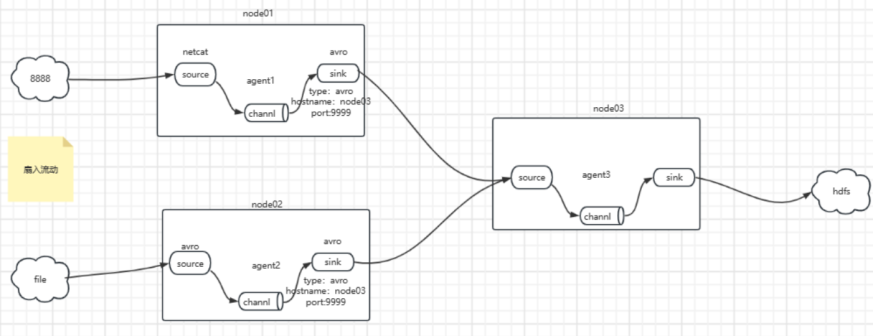 node01
netcat
avro
8888
source
agent1
sink
type：avro
hostname：node03
port:9999
channl
扇入流动
node02
avro
avro
file
source
agent2
sink
type：avro
hostname：node03
port:9999
channl
node03
source
agent3
sink
channl
hdfs